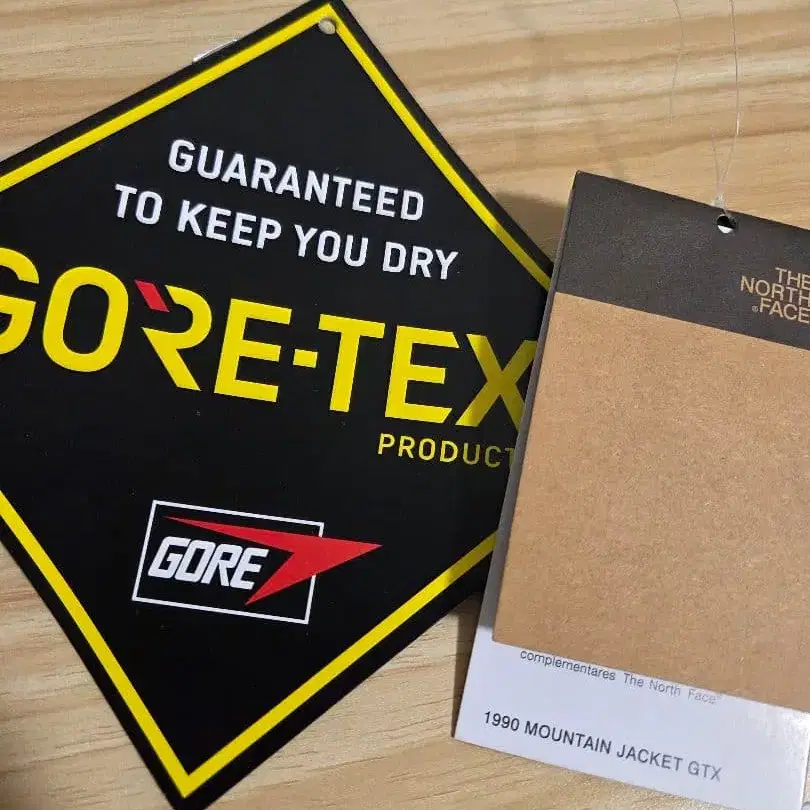 GUARANTEED
TO KEEP YOU DRY
GORE-TEX
PRODUCT
GORE
THE
NORTH
®FACE
complementares The North Face®
1990 MOUNTAIN JACKET GTX